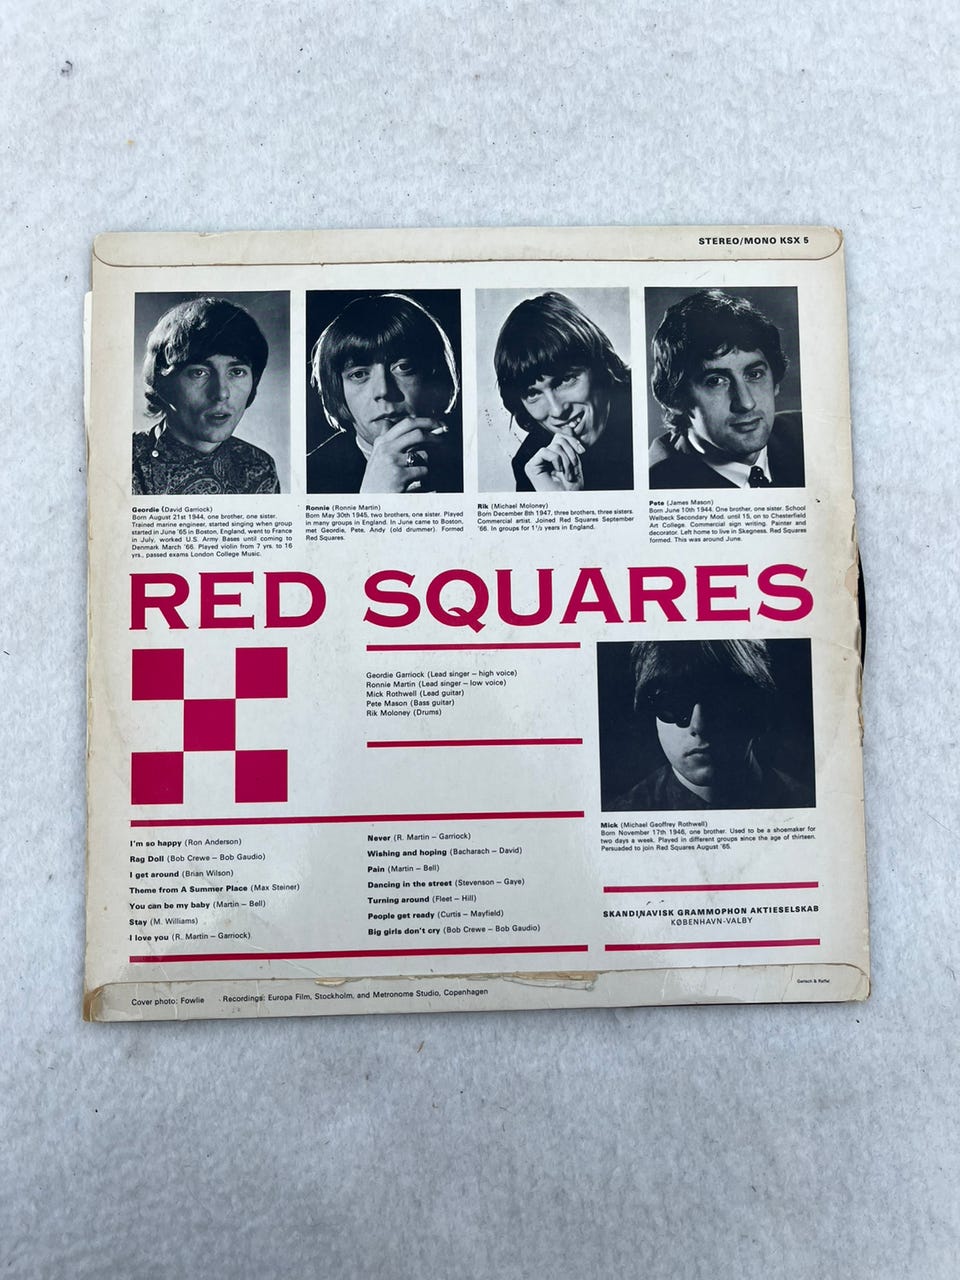 STEREO/MONO KSX 5
Geordie (David Garriock)
Born August 21st 1944, one brother, one sister.
Trained marine engineer, started singing when group
started in June '65 in Boston, England, went to France
in July, worked U.S. Army Bases until coming to
Denmark March '66. Played violin from 7 yrs. to 16
yrs., passed exams London College Music.
Ronnie (Ronnie Martin)
Born May 30th 1945, two brothers, one sister. Played
in many groups in England. In June came to Boston,
met Geordie, Pete, Andy (old drummer). Formed
Red Squares.
Rik (Michael Moloney)
Born December 8th 1947, three brothers, three sisters.
Commercial artist. Joined Red Squares September
'66. In groups for 1½ years in England.
Pete (James Mason)
Born June 10th 1944. One brother, one sister. School
Welbeck Secondary Mod. until 15, on to Chesterfield
Art College. Commercial sign writing. Painter and
decorator. Left home to live in Skegness. Red Squares
formed. This was around June.
RED SQUARES
Geordie Garriock (Lead singer – high voice)
Ronnie Martin (Lead singer – low voice)
Mick Rothwell (Lead guitar)
Pete Mason (Bass guitar)
Rik Moloney (Drums)
Mick (Michael Geoffrey Rothwell)
Born November 17th 1946, one brother. Used to be a shoemaker for
two days a week. Played in different groups since the age of thirteen.
Persuaded to join Red Squares August '65.
I'm so happy (Ron Anderson)
Rag Doll (Bob Crewe – Bob Gaudio)
I get around (Brian Wilson)
Theme from A Summer Place (Max Steiner)
You can be my baby (Martin – Bell)
Stay (M. Williams)
I love you (R. Martin – Garriock)
Never (R. Martin – Garriock)
Wishing and hoping (Bacharach – David)
Pain (Martin – Bell)
Dancing in the street (Stevenson – Gaye)
Turning around (Fleet – Hill)
People get ready (Curtis – Mayfield)
Big girls don't cry (Bob Crewe – Bob Gaudio)
SKANDINAVISK GRAMMOPHON AKTIESELSKAB
KØBENHAVN-VALBY
Cover photo: Fowlie Recordings: Europa Film, Stockholm, and Metronome Studio, Copenhagen